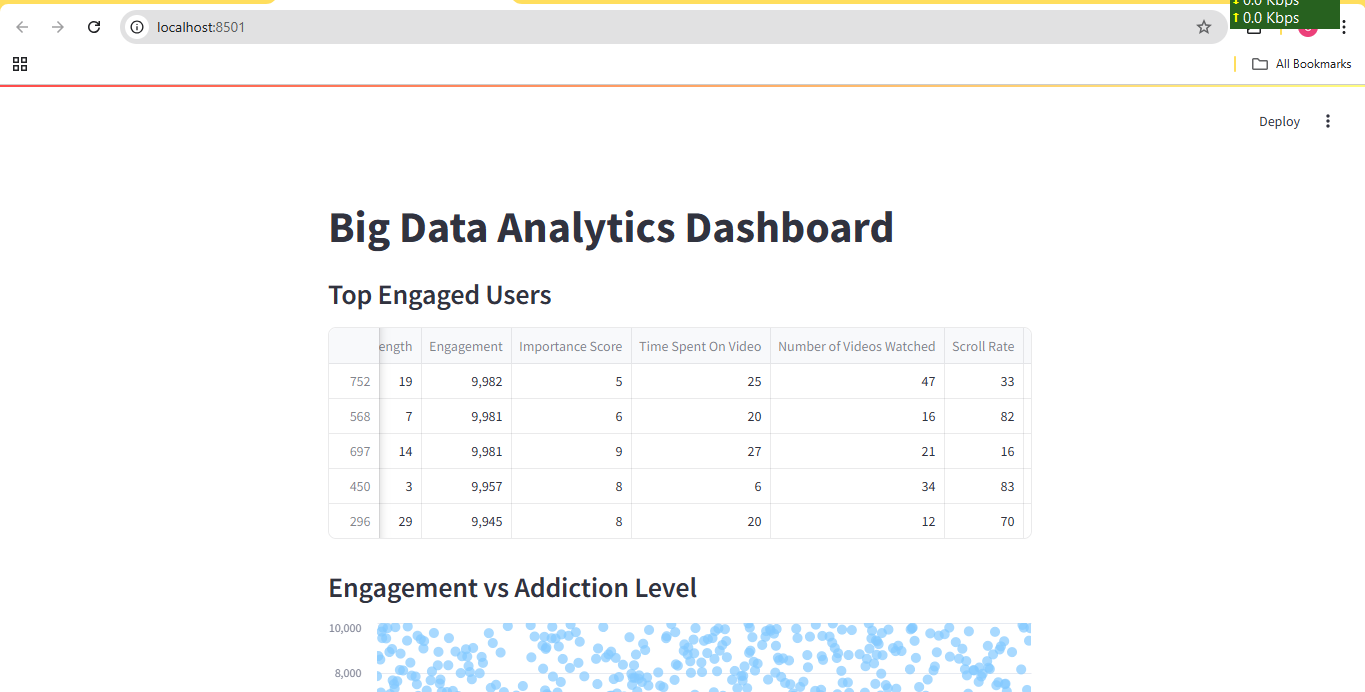 0.0 Kbps
↑ 0.0 Kbps
localhost:8501
All Bookmarks
Deploy
Big Data Analytics Dashboard
Top Engaged Users
ength Engagement Importance Score Time Spent On Video Number of Videos Watched Scroll Rate
752 19 9,982 5 25 47 33
568 7 9,981 6 20 16 82
697 14 9,981 9 27 21 16
450 3 9,957 8 6 34 83
296 29 9,945 8 20 12 70
Engagement vs Addiction Level
10,000
8,000